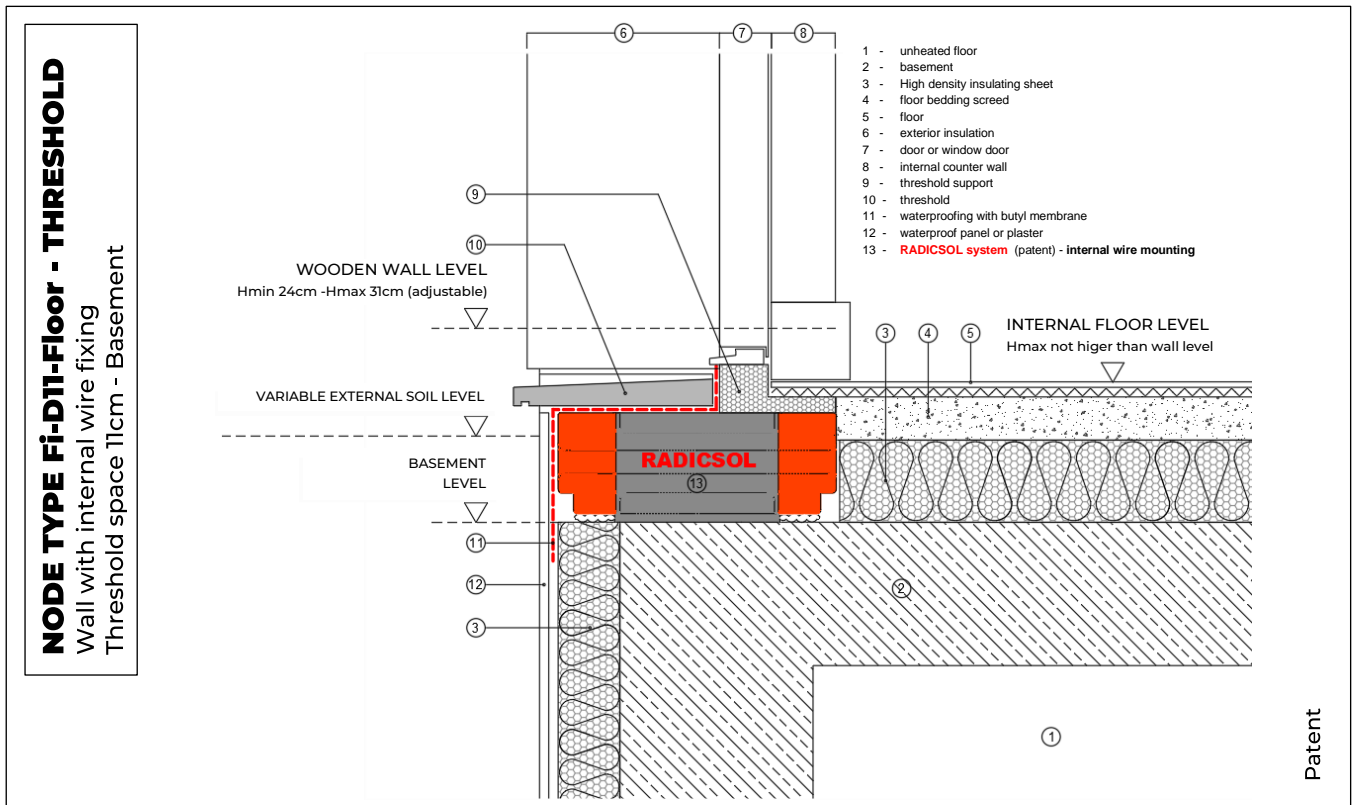 NODE TYPE Fi-D11-Floor - THRESHOLD
Wall with internal wire fixing
Threshold space 11cm - Basement
6
7
8
1 - unheated floor
2 - basement
3 - High density insulating sheet
4 - floor bedding screed
5 - floor
6 - exterior insulation
7 - door or window door
8 - internal counter wall
9 - threshold support
10 - threshold
11 - waterproofing with butyl membrane
12 - waterproof panel or plaster
13 - RADICSOL system (patent) - internal wire mounting
9
10
WOODEN WALL LEVEL
Hmin 24cm -Hmax 31cm (adjustable)
3
4
5
INTERNAL FLOOR LEVEL
Hmax not higer than wall level
VARIABLE EXTERNAL SOIL LEVEL
BASEMENT
LEVEL
RADICSOL
13
11
12
2
3
1
Patent